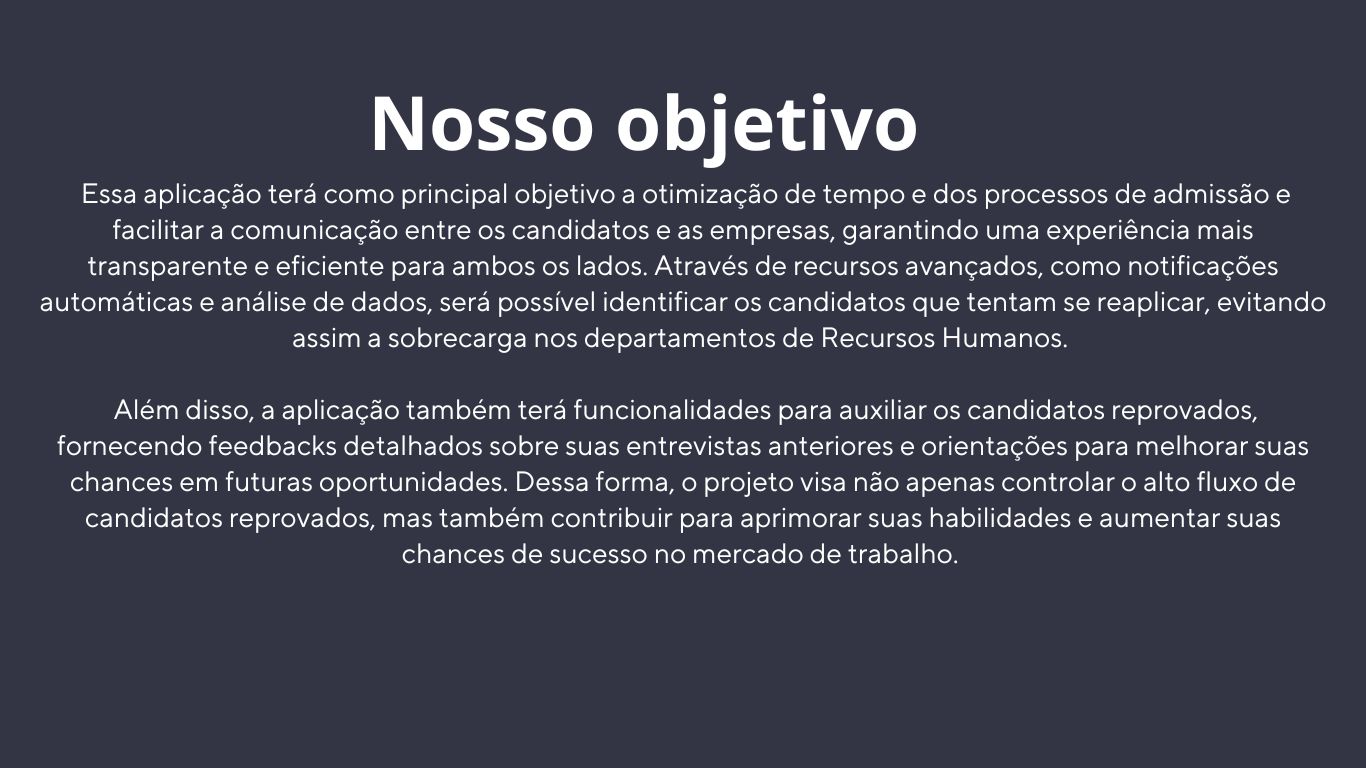 Nosso objetivo
Essa aplicação terá como principal objetivo a otimização de tempo e dos processos de admissão e
facilitar a comunicação entre os candidatos e as empresas, garantindo uma experiência mais
transparente e eficiente para ambos os lados. Através de recursos avançados, como notificações
automáticas e análise de dados, será possível identificar os candidatos que tentam se reaplicar, evitando
assim a sobrecarga nos departamentos de Recursos Humanos.
Além disso, a aplicação também terá funcionalidades para auxiliar os candidatos reprovados,
fornecendo feedbacks detalhados sobre suas entrevistas anteriores e orientações para melhorar suas
chances em futuras oportunidades. Dessa forma, o projeto visa não apenas controlar o alto fluxo de
candidatos reprovados, mas também contribuir para aprimorar suas habilidades e aumentar suas
chances de sucesso no mercado de trabalho.